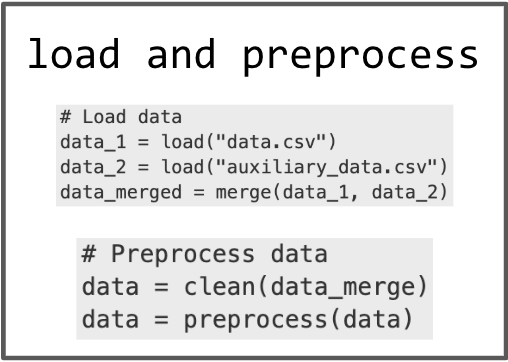 load and preprocess
# Load data
data_1 = load("data.csv")
data_2 = load("auxiliary_data.csv")
data_merged = merge(data_1, data_2)
# Preprocess data
data = clean(data_merge)
data = preprocess(data)